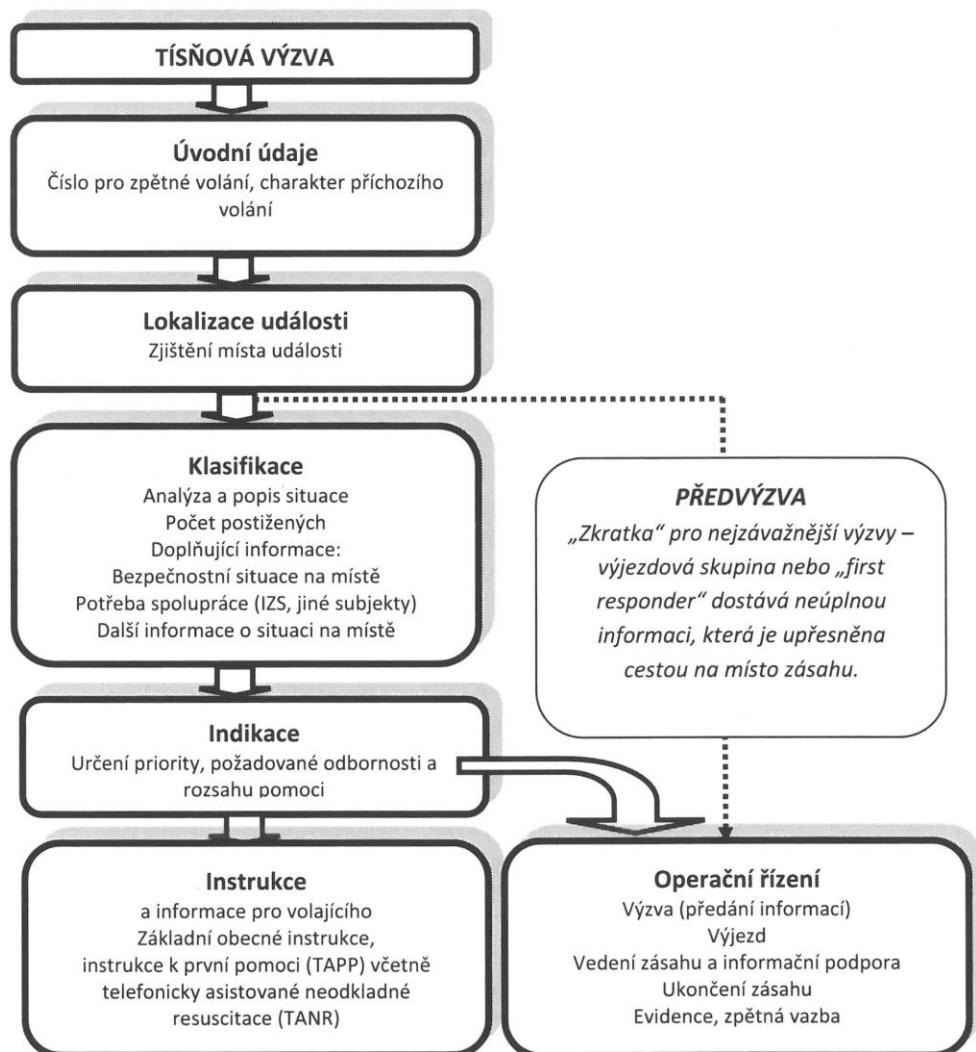 TÍSŇOVÁ VÝZVA
Úvodní údaje
Číslo pro zpětné volání, charakter příchozího
volání
Lokalizace události
Zjištění místa události
Klasifikace
Analýza a popis situace
Počet postižených
Doplňující informace:
Bezpečnostní situace na místě
Potřeba spolupráce (IZS, jiné subjekty)
Další informace o situaci na místě
PŘEDVÝZVA
„Zkratka“ pro nejzávažnější výzvy –
výjezdová skupina nebo „first
responder“ dostává neúplnou
informaci, která je upřesněna
cestou na místo zásahu.
Indikace
Určení priority, požadované odbornosti a
rozsahu pomoci
Instrukce
a informace pro volajícího
Základní obecné instrukce,
instrukce k první pomoci (TAPP) včetně
telefonicky asistované neodkladné
resuscitace (TANR)
Operační řízení
Výzva (předání informací)
Výjezd
Vedení zásahu a informační podpora
Ukončení zásahu
Evidence, zpětná vazba